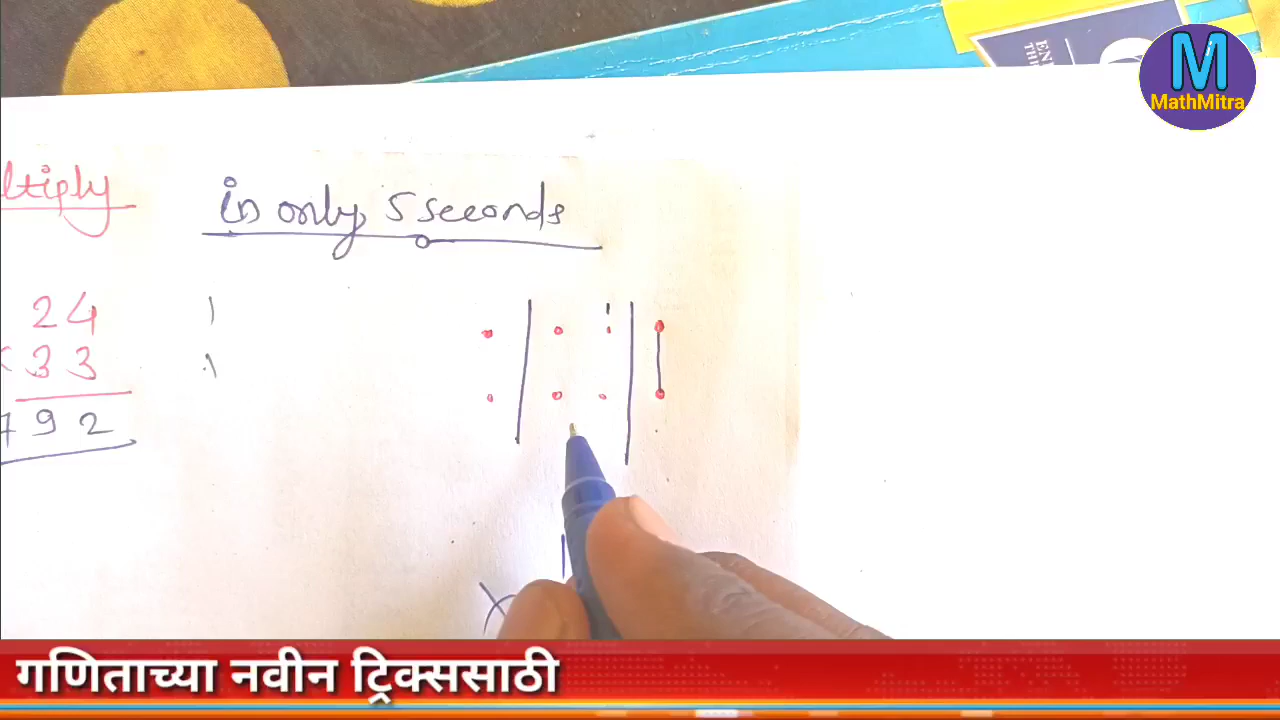 M
MathMitra
ltiply in only 5 seconds
24
× 33
792
गणिताच्या नवीन ट्रिक्ससाठी